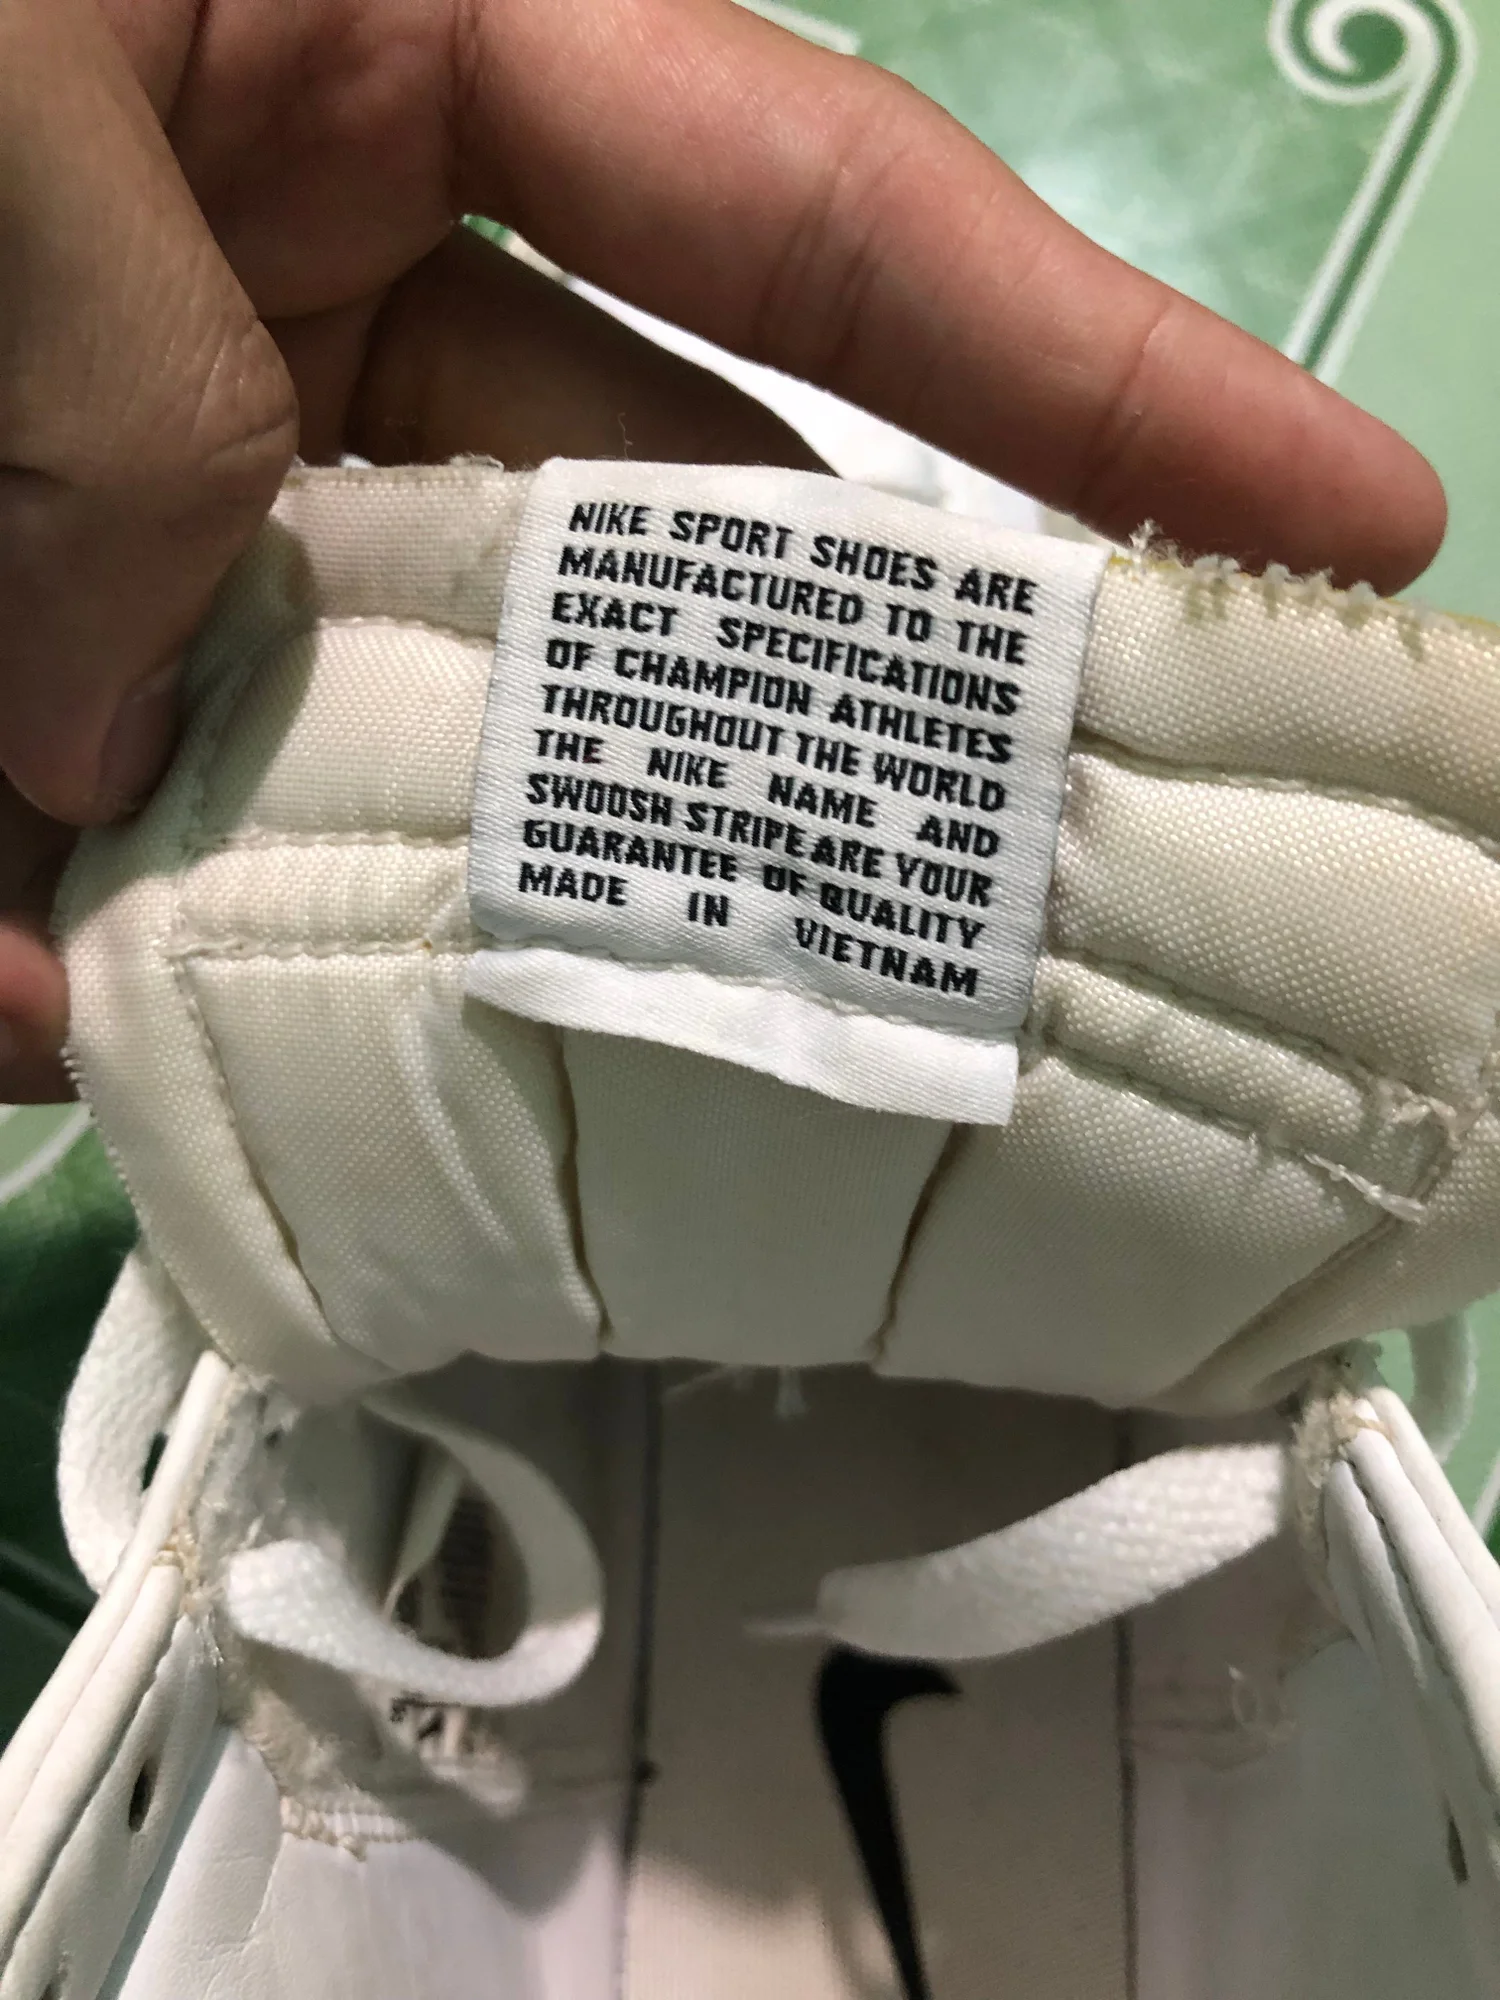 NIKE SPORT SHOES ARE
MANUFACTURED TO THE
EXACT SPECIFICATIONS
OF CHAMPION ATHLETES
THROUGHOUT THE WORLD
THE NIKE NAME AND
SWOOSH STRIPE ARE YOUR
GUARANTEE OF QUALITY
MADE IN VIETNAM